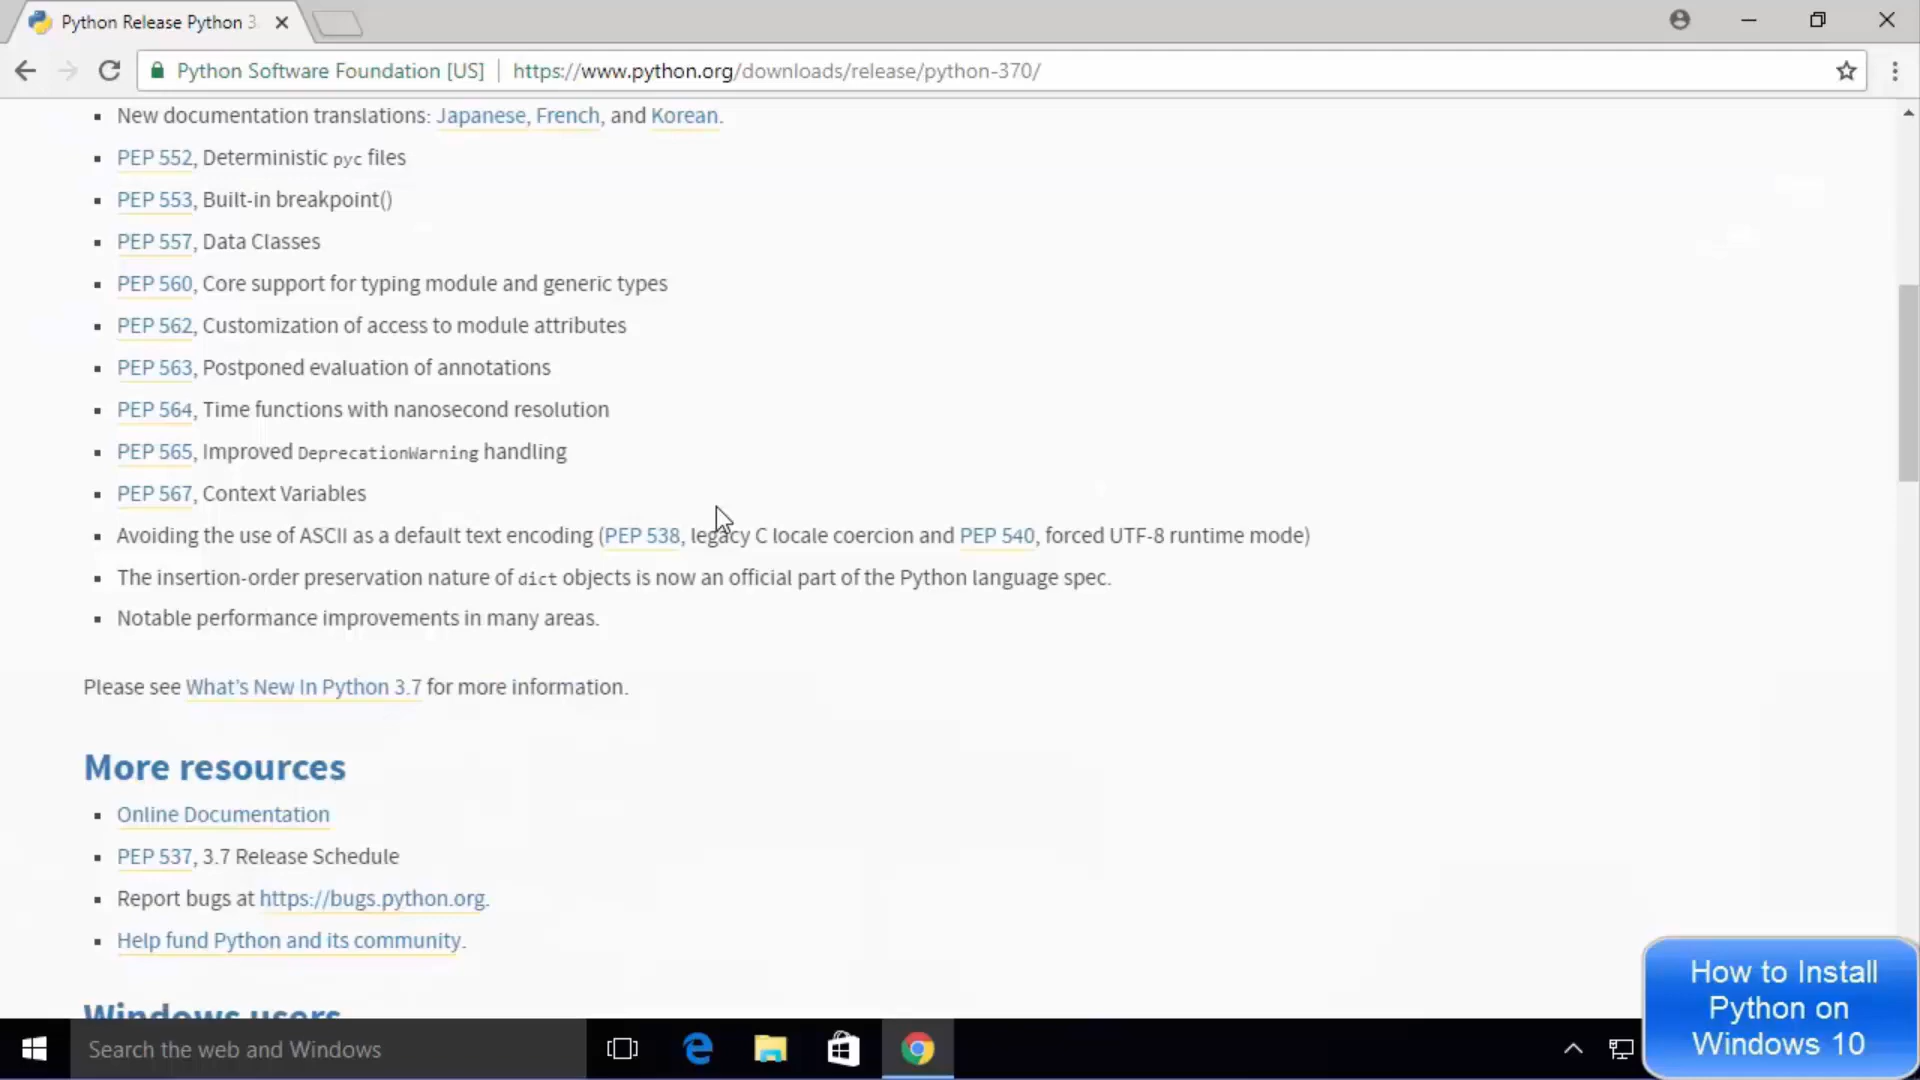 Python Release Python 3
Python Software Foundation [US] | https://www.python.org/downloads/release/python-370/
New documentation translations: Japanese, French, and Korean.
PEP 552, Deterministic pyc files
PEP 553, Built-in breakpoint()
PEP 557, Data Classes
PEP 560, Core support for typing module and generic types
PEP 562, Customization of access to module attributes
PEP 563, Postponed evaluation of annotations
PEP 564, Time functions with nanosecond resolution
PEP 565, Improved DeprecationWarning handling
PEP 567, Context Variables
Avoiding the use of ASCII as a default text encoding (PEP 538, legacy C locale coercion and PEP 540, forced UTF-8 runtime mode)
The insertion-order preservation nature of dict objects is now an official part of the Python language spec.
Notable performance improvements in many areas.
Please see What's New In Python 3.7 for more information.
More resources
Online Documentation
PEP 537, 3.7 Release Schedule
Report bugs at https://bugs.python.org.
Help fund Python and its community.
Windows users
Search the web and Windows
How to Install
Python on
Windows 10